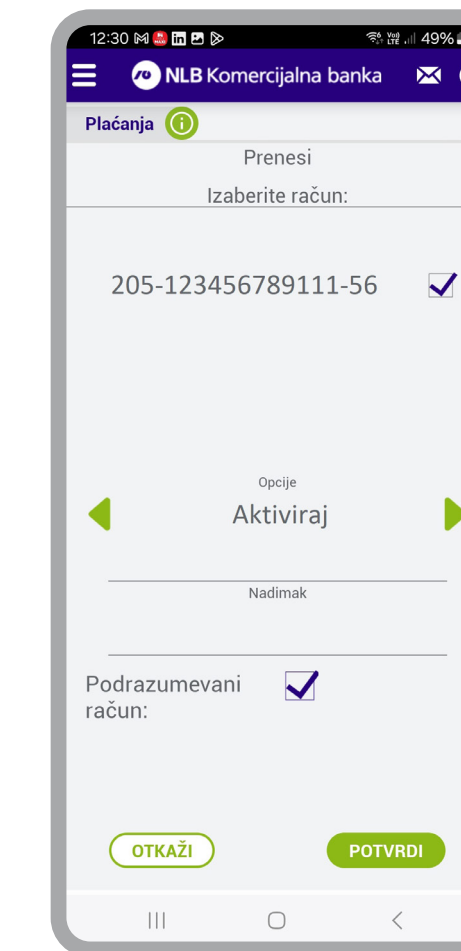 12:30
49%
NLB Komercijalna banka
Plaćanja
Prenesi
Izaberite račun:
205-123456789111-56
Opcije
Aktiviraj
Nadimak
Podrazumevani
račun:
OTKAŽI
POTVRDI